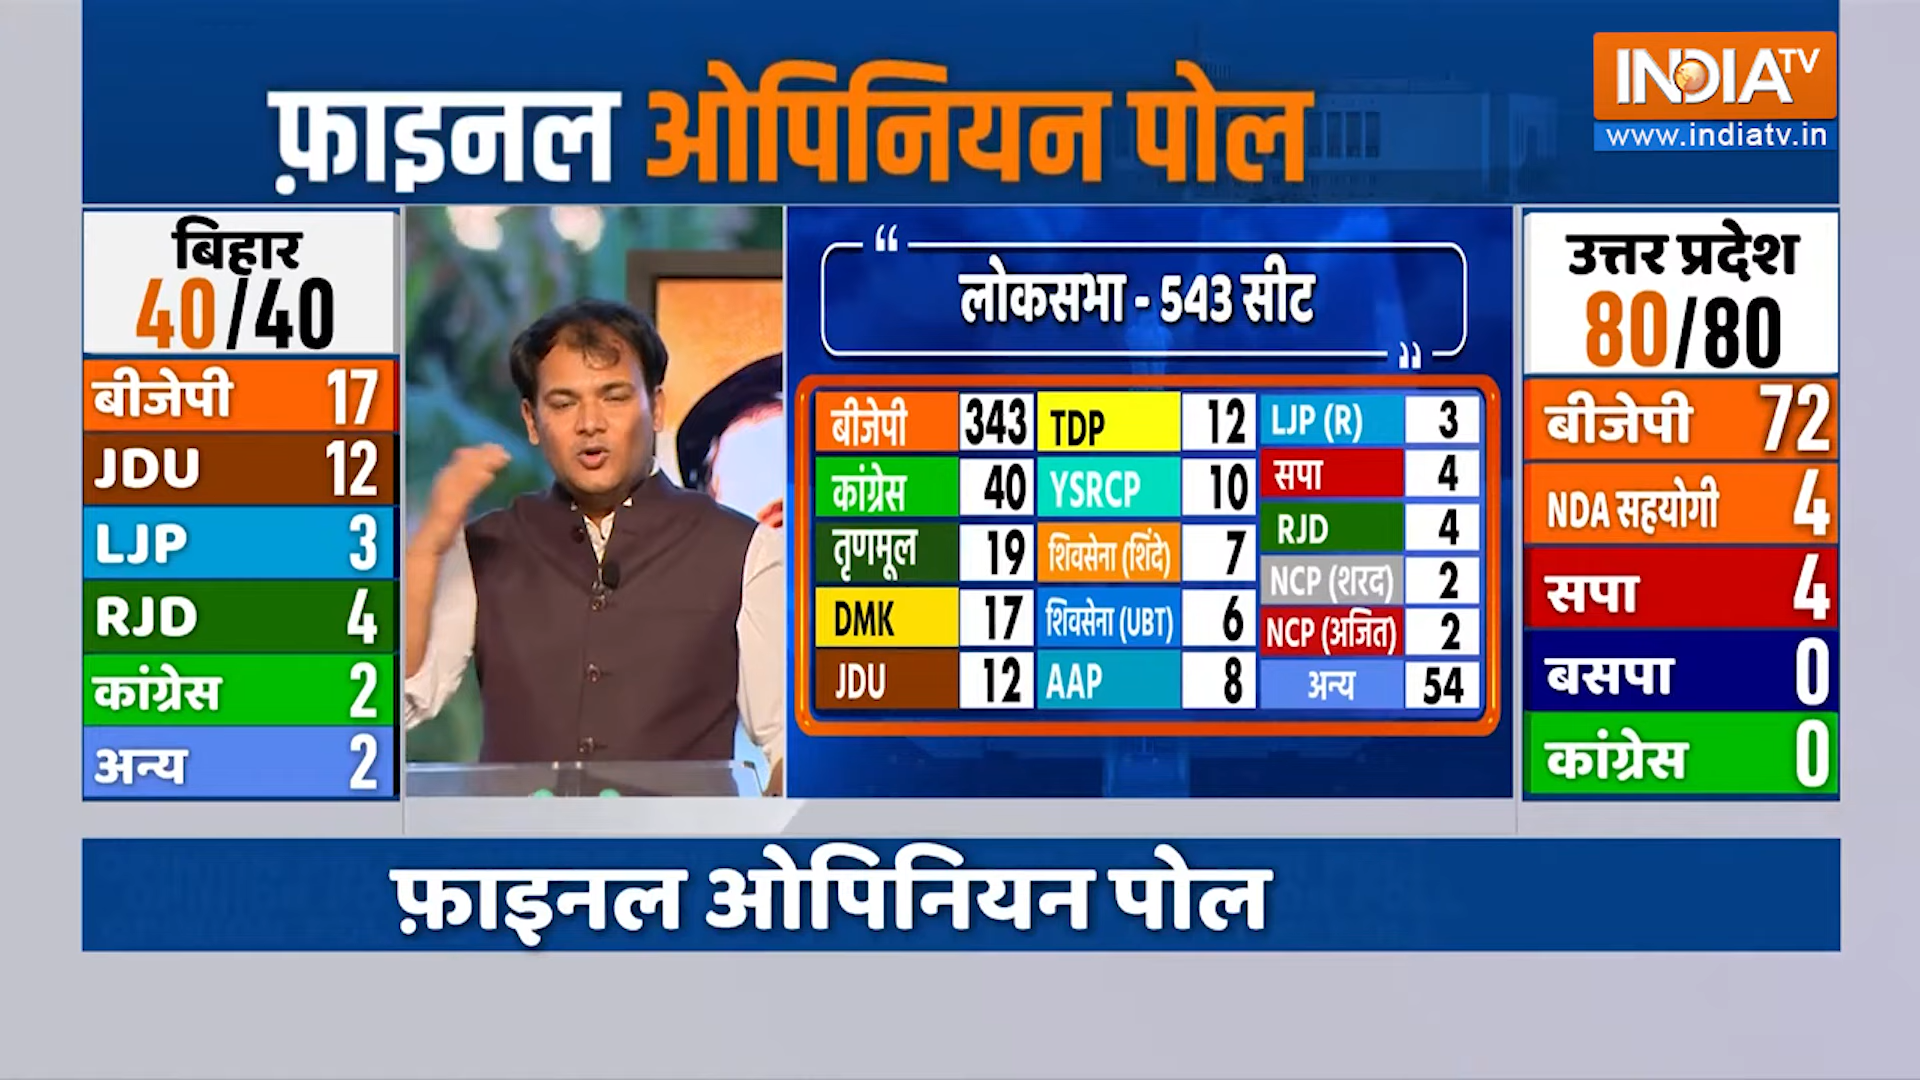 फ़ाइनल ओपिनियन पोल
INDIA TV
www.indiatv.in
बिहार
40/40
बीजेपी 17
JDU 12
LJP 3
RJD 4
कांग्रेस 2
अन्य 2
“
लोकसभा - 543 सीट
”
बीजेपी 343 TDP 12 LJP (R) 3
कांग्रेस 40 YSRCP 10 सपा 4
तृणमूल 19 शिवसेना (शिंदे) 7 RJD 4
DMK 17 शिवसेना (UBT) 6 NCP (शरद) 2
JDU 12 AAP 8 NCP (अजित) 2
अन्य 54
उत्तर प्रदेश
80/80
बीजेपी 72
NDA सहयोगी 4
सपा 4
बसपा 0
कांग्रेस 0
फ़ाइनल ओपिनियन पोल